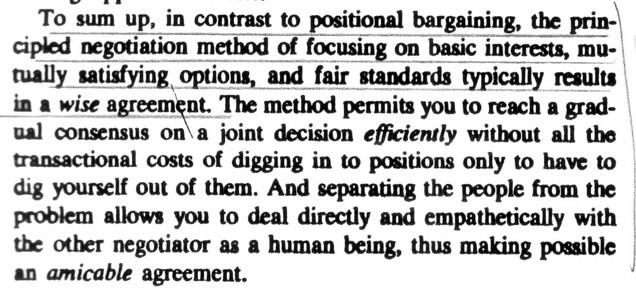 To sum up, in contrast to positional bargaining, the prin-
cipled negotiation method of focusing on basic interests, mu-
tually satisfying options, and fair standards typically results
in a wise agreement. The method permits you to reach a grad-
ual consensus on a joint decision efficiently without all the
transactional costs of digging in to positions only to have to
dig yourself out of them. And separating the people from the
problem allows you to deal directly and empathetically with
the other negotiator as a human being, thus making possible
an amicable agreement.